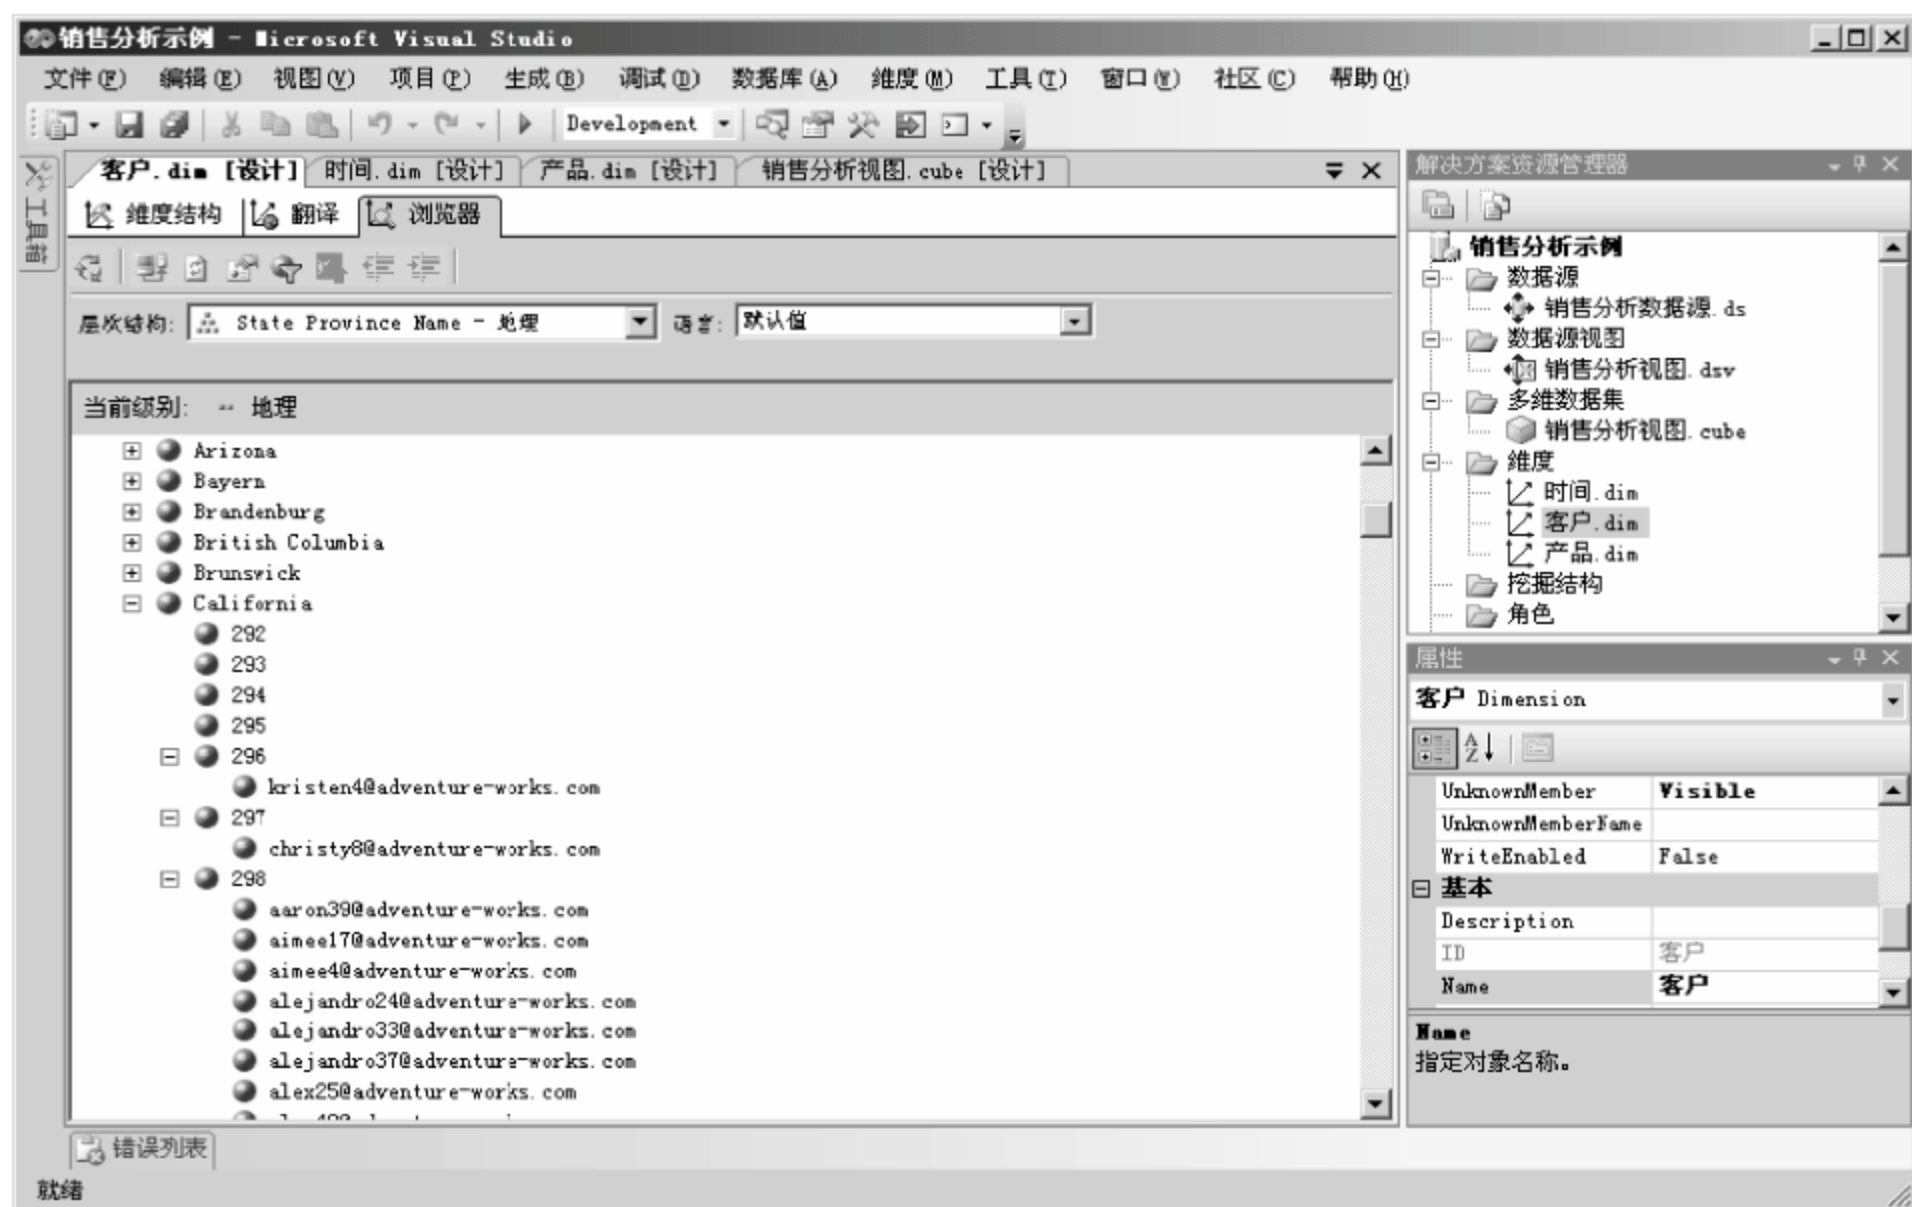 销售分析示例 - Microsoft Visual Studio
文件(F) 编辑(E) 视图(V) 项目(P) 生成(B) 调试(D) 数据库(A) 维度(M) 工具(T) 窗口(W) 社区(C) 帮助(H)
Development
工具箱
客户.dim [设计] 时间.dim [设计] 产品.dim [设计] 销售分析视图.cube [设计]
维度结构 翻译 浏览器
层次结构: State Province Name - 地理 语言: 默认值
当前级别: -- 地理
Arizona
Bayern
Brandenburg
British Columbia
Brunswick
California
292
293
294
295
296
kristen4@adventure-works.com
297
christy8@adventure-works.com
298
aaron39@adventure-works.com
aimee17@adventure-works.com
aimee4@adventure-works.com
alejandro24@adventure-works.com
alejandro33@adventure-works.com
alejandro37@adventure-works.com
alex25@adventure-works.com
解决方案资源管理器
销售分析示例
数据源
销售分析数据源.ds
数据源视图
销售分析视图.dsv
多维数据集
销售分析视图.cube
维度
时间.dim
客户.dim
产品.dim
挖掘结构
角色
属性
客户 Dimension
UnknownMember Visible
UnknownMemberName
WriteEnabled False
基本
Description
ID 客户
Name 客户
Name
指定对象名称。
错误列表
就绪